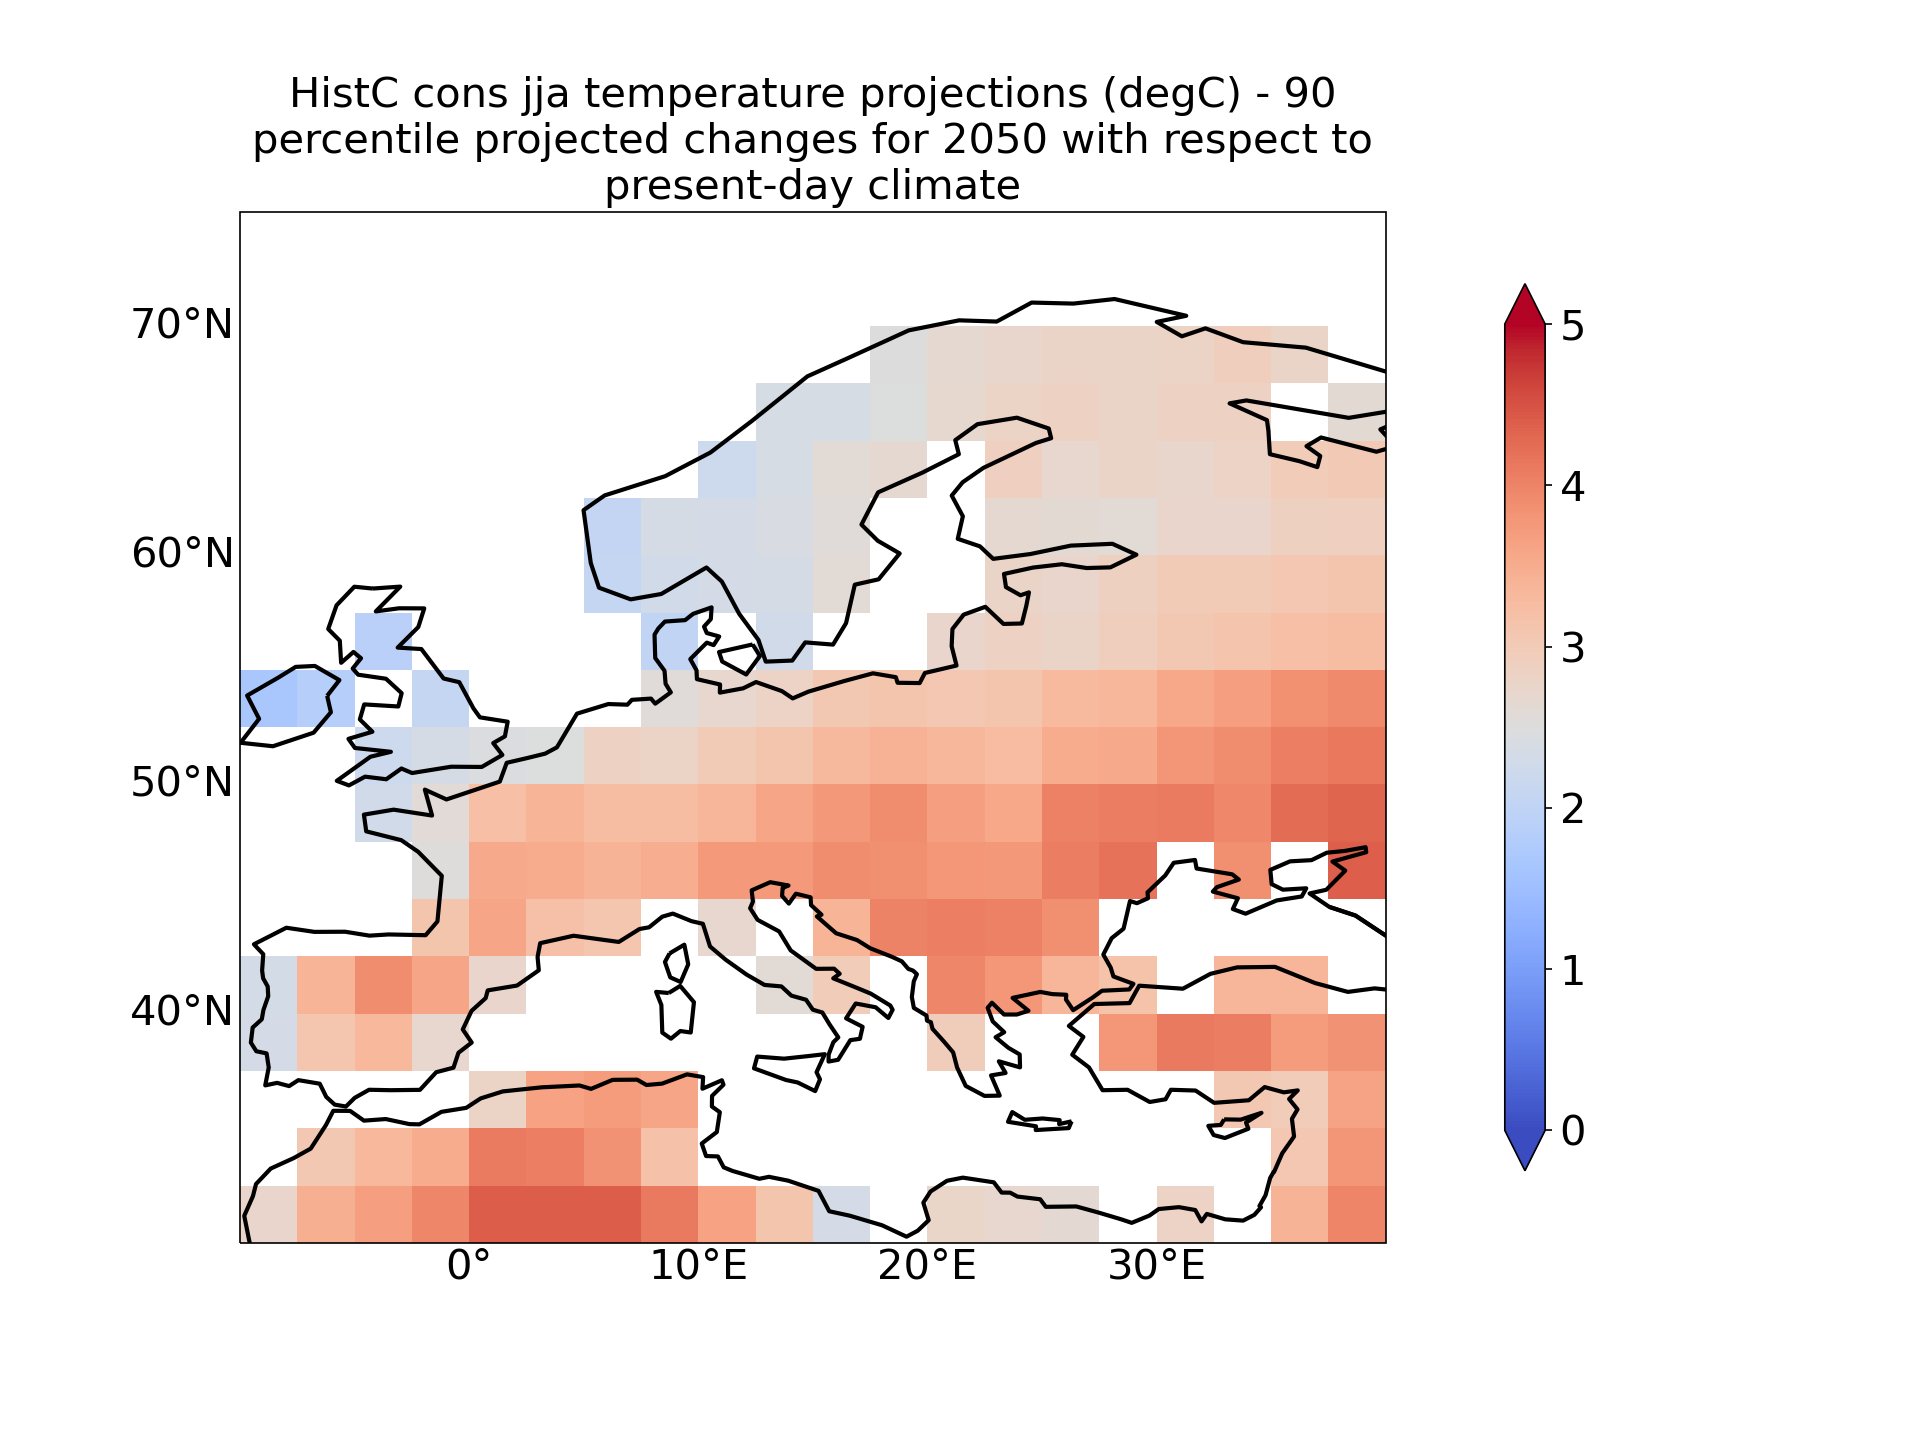 HistC cons jja temperature projections (degC) - 90
percentile projected changes for 2050 with respect to
present-day climate
70°N
60°N
50°N
40°N
0°
10°E
20°E
30°E
5
4
3
2
1
0